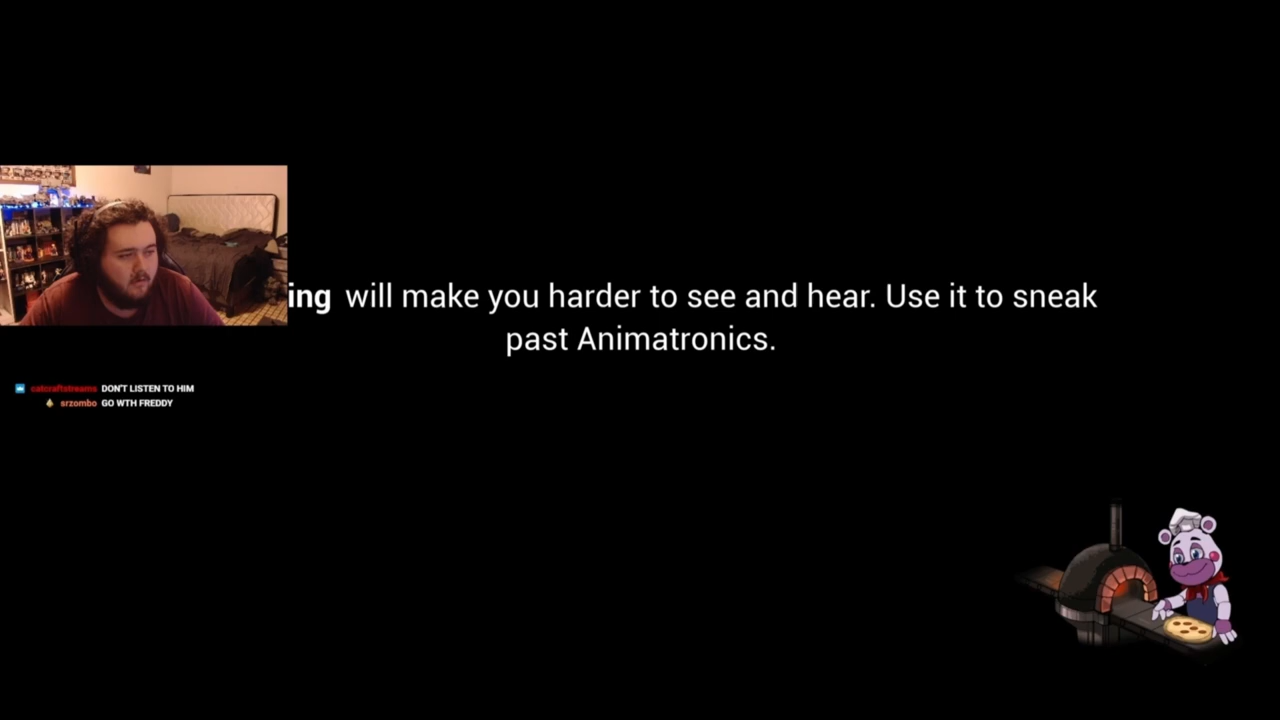 ing will make you harder to see and hear. Use it to sneak
past Animatronics.
catcraftstreams DON'T LISTEN TO HIM
srzombo GO WTH FREDDY